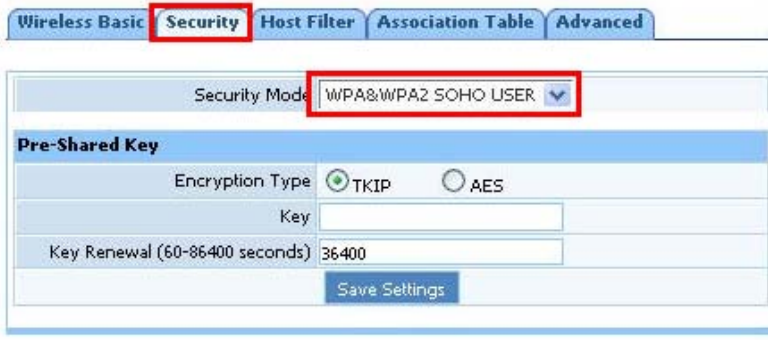 Wireless Basic Security Host Filter Association Table Advanced
Security Mode WPA&WPA2 SOHO USER
Pre-Shared Key
Encryption Type TKIP AES
Key
Key Renewal (60-86400 seconds) 36400
Save Settings